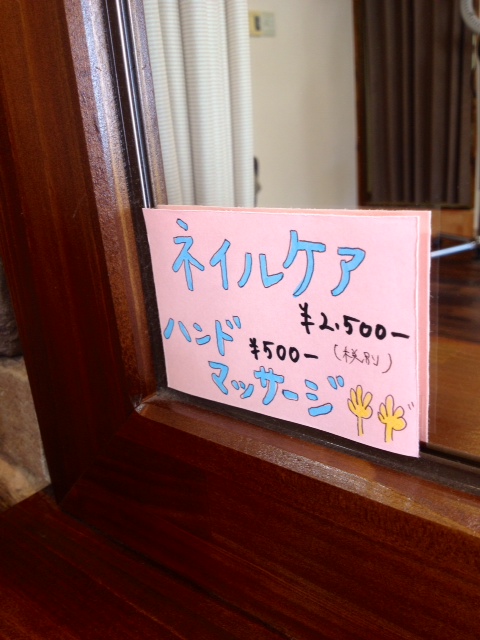 ネイルケア
¥2.500-
ハンド
¥500-(税別)
マッサージ